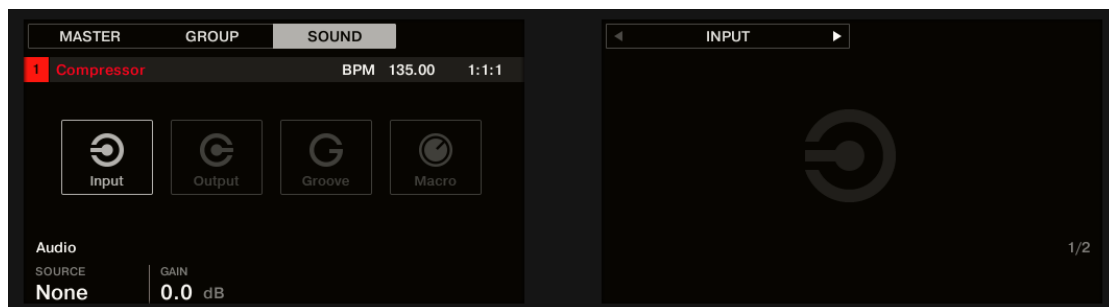 MASTER GROUP SOUND
1 Compressor BPM 135.00 1:1:1
Input Output Groove Macro
Audio
SOURCE GAIN
None 0.0 dB
INPUT
1/2